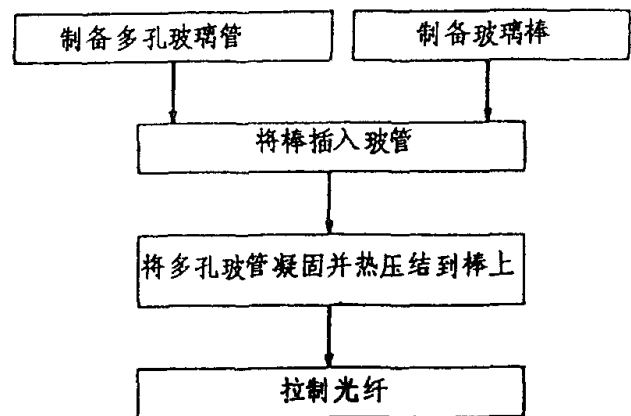 制备多孔玻璃管
制备玻璃棒
将棒插入玻管
将多孔玻管凝固并热压结到棒上
拉制光纤